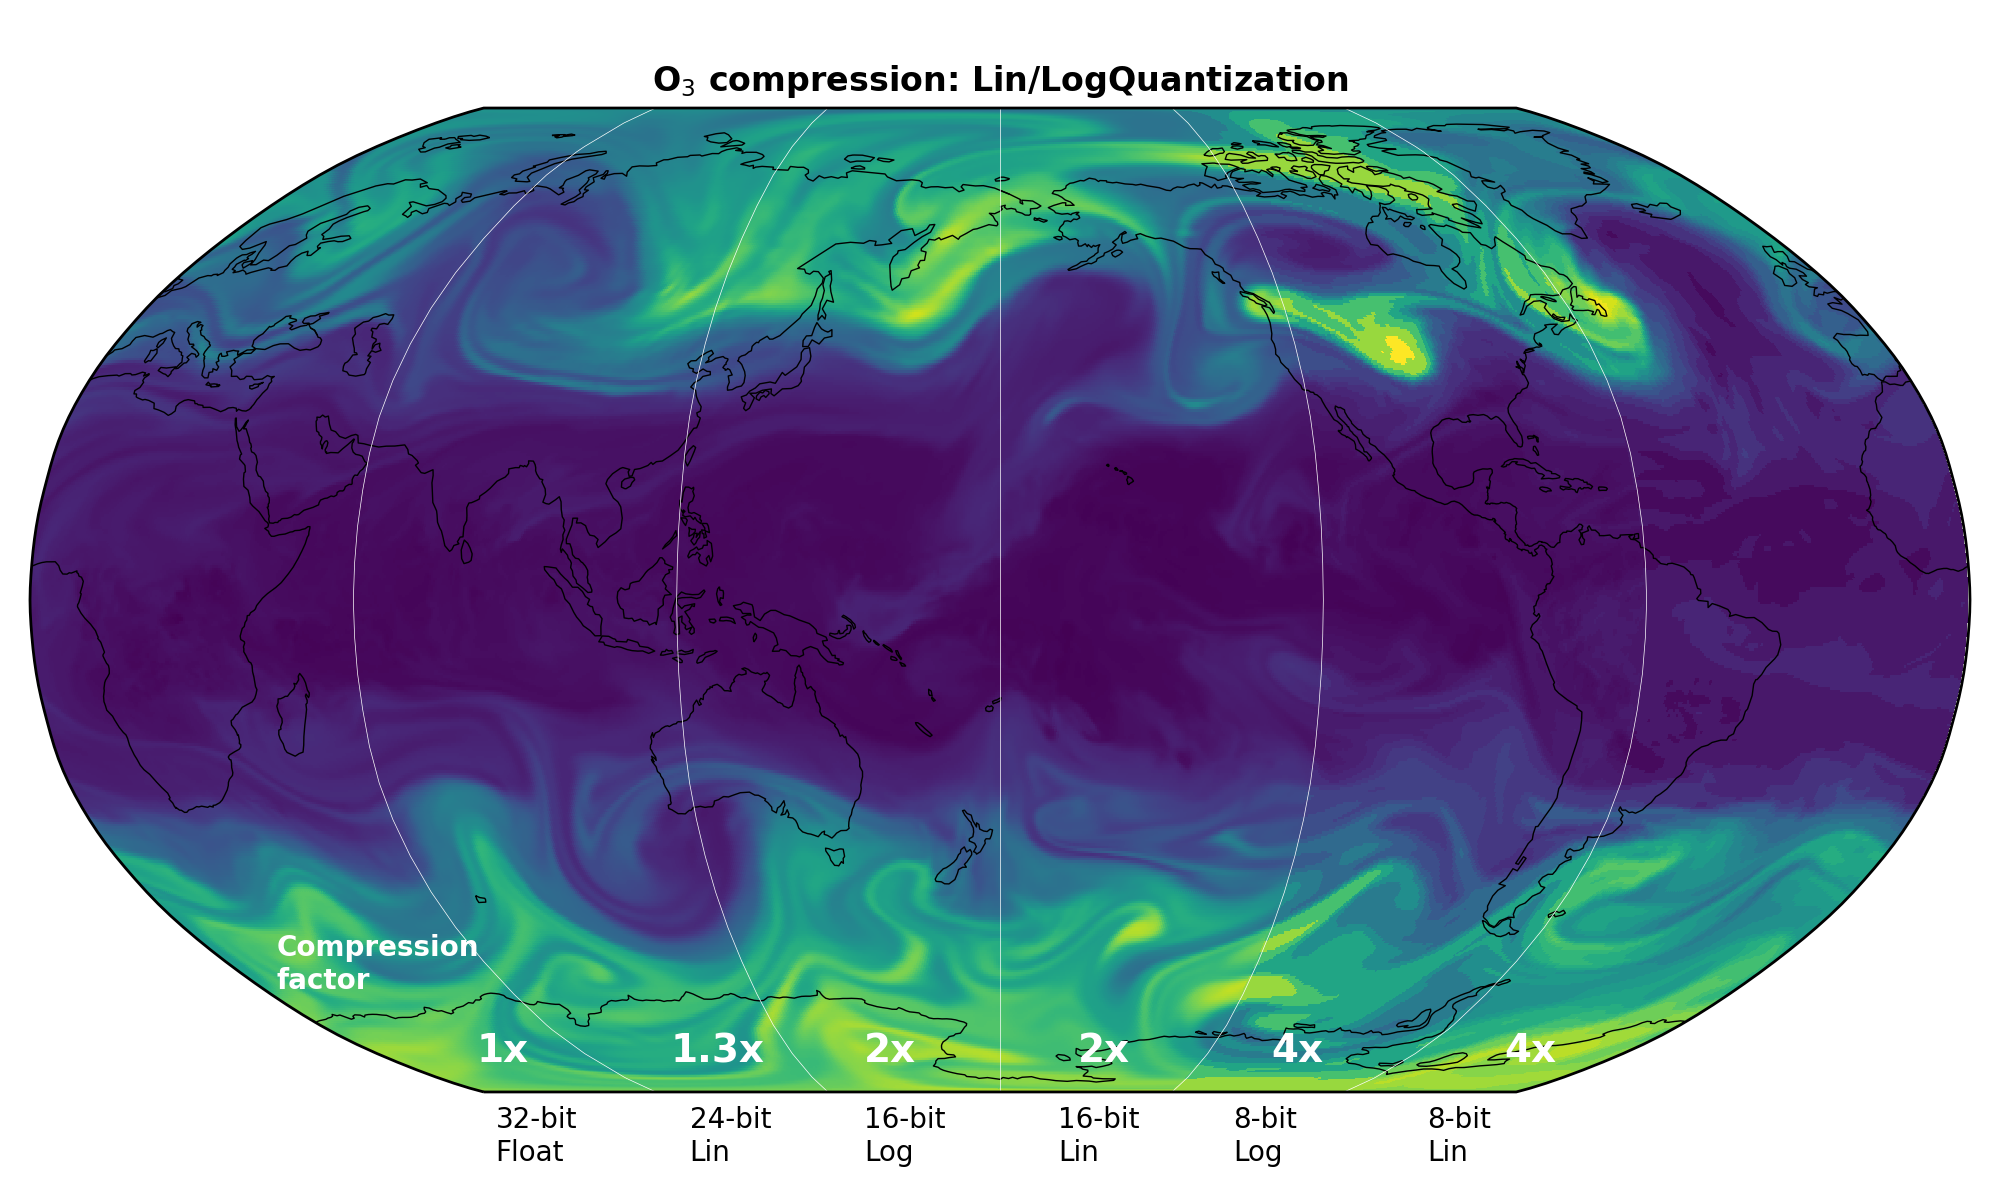 O₃ compression: Lin/LogQuantization
Compression
factor
1x 1.3x 2x 2x 4x 4x
32-bit 24-bit 16-bit 16-bit 8-bit 8-bit
Float Lin Log Lin Log Lin